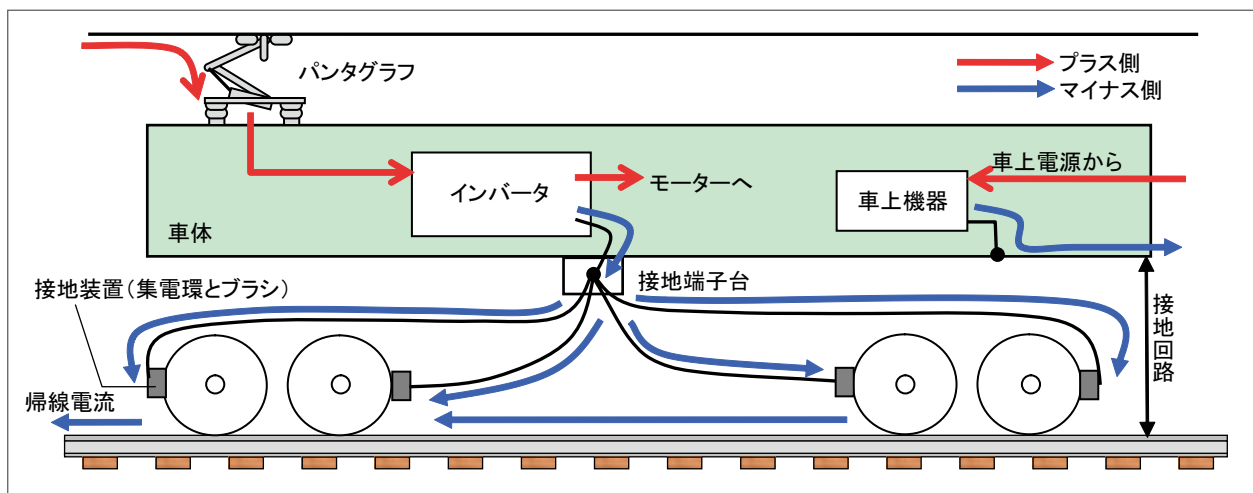 パンタグラフ
プラス側
マイナス側
車上電源から
インバータ
モーターへ
車上機器
車体
接地端子台
接地装置(集電環とブラシ)
接地回路
帰線電流